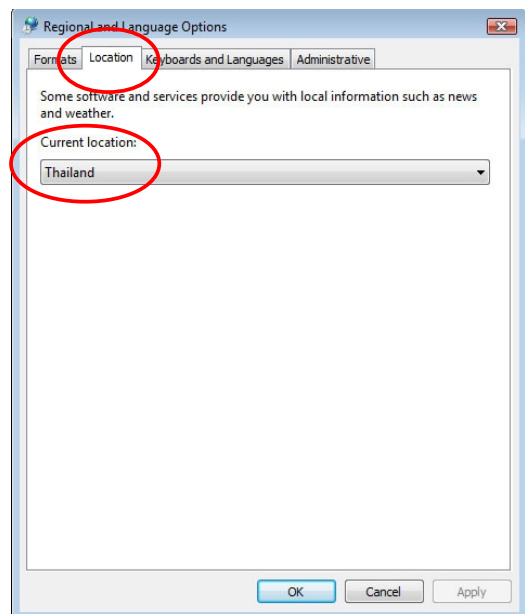 Regional and Language Options
Formats Location Keyboards and Languages Administrative
Some software and services provide you with local information such as news
and weather.
Current location:
Thailand
OK Cancel Apply